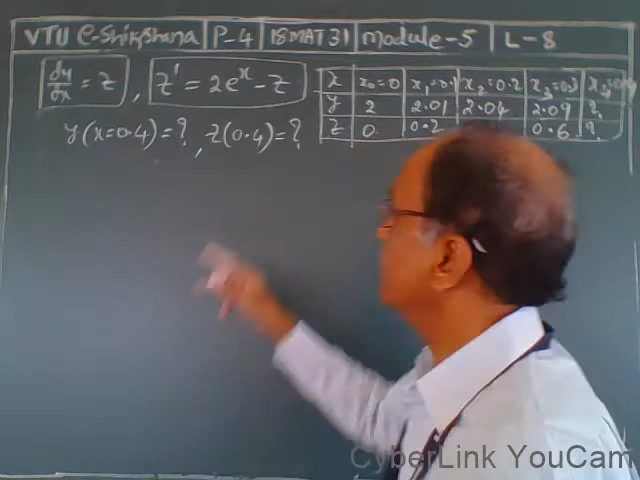 VTU e-Shikshana P-4 18MAT31 module-5 L-8
dy/dx = z , z' = 2e^x - z
x x₀=0 x₁=0.1 x₂=0.2 x₃=0.3
y 2 2.01 2.04 2.09 ?
z 0 0.2 0.6 ?
y(x=0.4)=? , z(0.4)=?
CyberLink YouCam